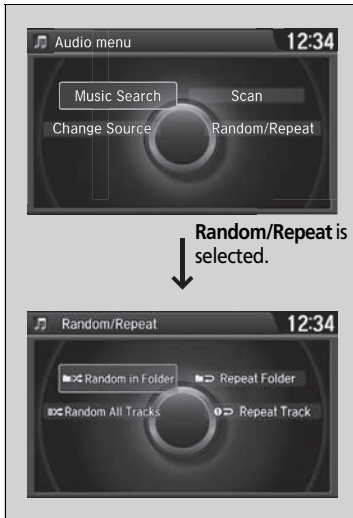 Audio menu 12:34
Music Search Scan
Change Source Random/Repeat
Random/Repeat is
selected.
Random/Repeat 12:34
Random in Folder Repeat Folder
Random All Tracks Repeat Track